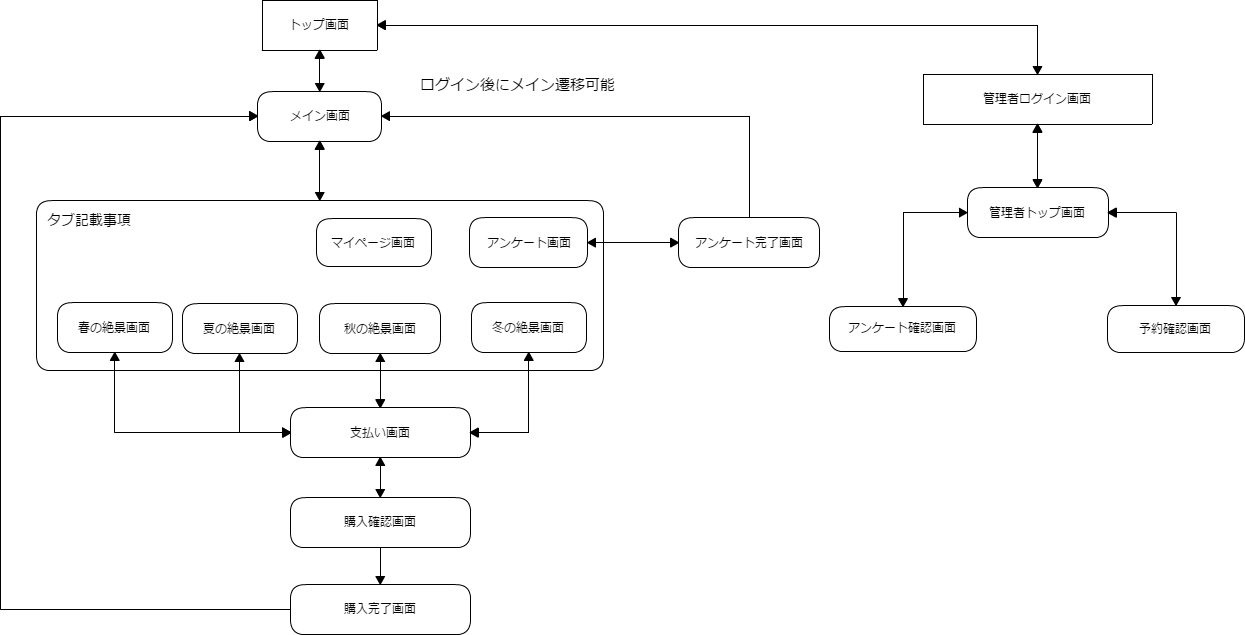 トップ画面
ログイン後にメイン遷移可能
管理者ログイン画面
メイン画面
タブ記載事項
マイページ画面
アンケート画面
アンケート完了画面
管理者トップ画面
春の絶景画面
夏の絶景画面
秋の絶景画面
冬の絶景画面
アンケート確認画面
予約確認画面
支払い画面
購入確認画面
購入完了画面